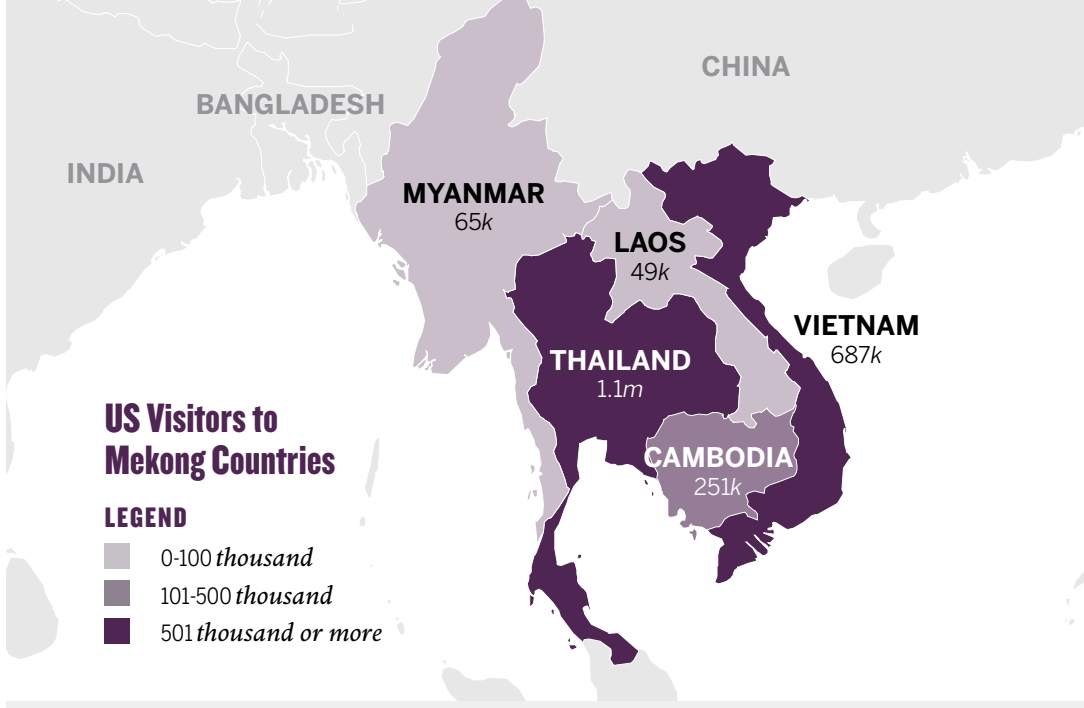 CHINA
BANGLADESH
INDIA
MYANMAR
65k
LAOS
49k
VIETNAM
687k
THAILAND
1.1m
CAMBODIA
251k
US Visitors to
Mekong Countries
LEGEND
0-100 thousand
101-500 thousand
501 thousand or more